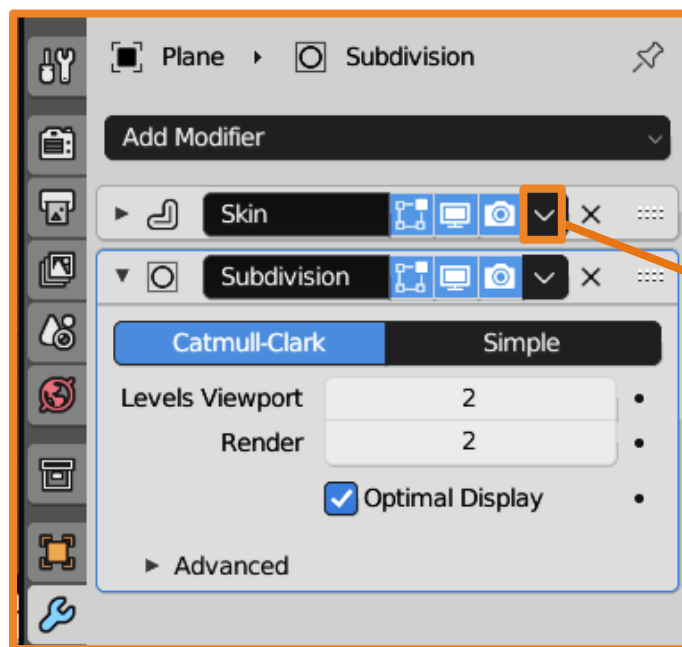 Plane Subdivision
Add Modifier
Skin
Subdivision
Catmull-Clark Simple
Levels Viewport 2
Render 2
Optimal Display
Advanced